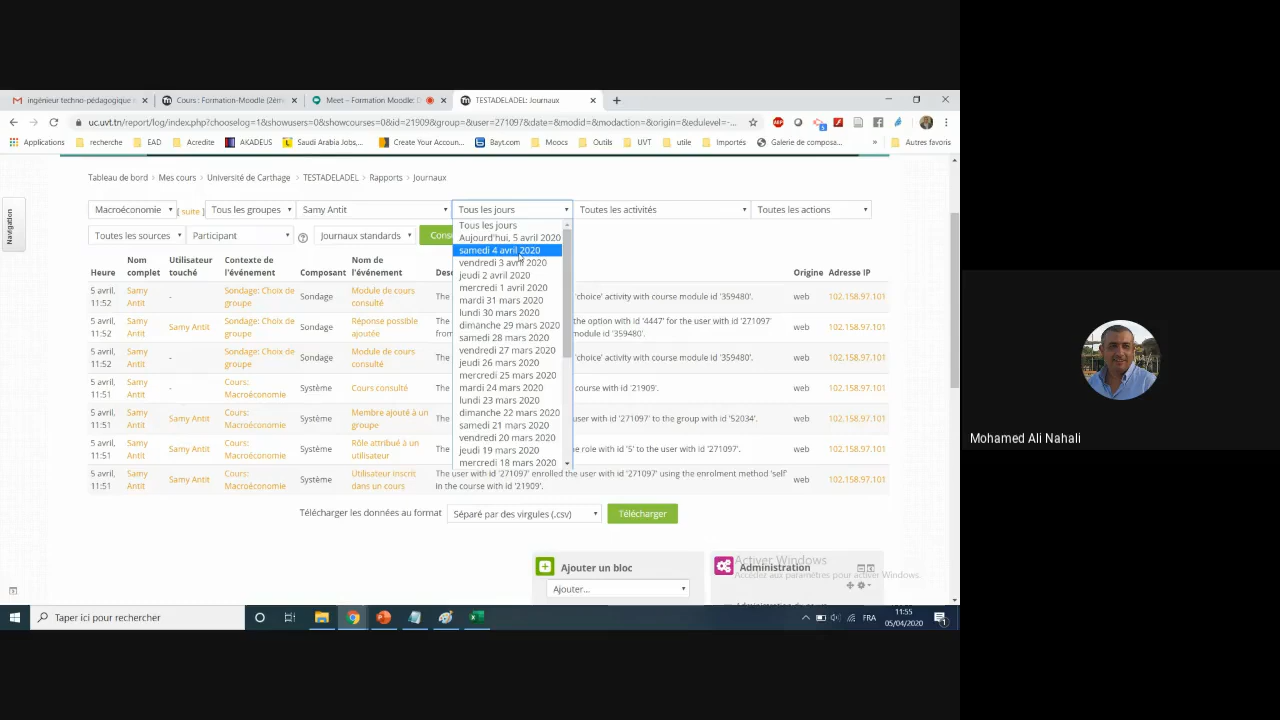 ingénieur techno-pédagogique
Cours : Formation-Moodle (2ème
Meet – Formation Moodle: D
TESTADELADEL: Journaux
uc.uvt.tn/report/log/index.php?chooselog=1&showusers=0&showcourses=0&id=21909&group=&user=271097&date=&modid=&modaction=&origin=&edulevel=-...
Applications
recherche
EAD
Acredite
AKADEUS
Saudi Arabia Jobs,...
Create Your Accoun...
Bayt.com
Moocs
Outils
UVT
utile
Importés
Galerie de composa...
»
Autres favoris
Navigation
Tableau de bord › Mes cours › Université de Carthage › TESTADELADEL › Rapports › Journaux
Macroéconomie
[ suite ]
Tous les groupes
Samy Antit
Tous les jours
Toutes les activités
Toutes les actions
Toutes les sources
Participant
Journaux standards
Cons
Tous les jours
Aujourd'hui, 5 avril 2020
samedi 4 avril 2020
vendredi 3 avril 2020
jeudi 2 avril 2020
mercredi 1 avril 2020
mardi 31 mars 2020
lundi 30 mars 2020
dimanche 29 mars 2020
samedi 28 mars 2020
vendredi 27 mars 2020
jeudi 26 mars 2020
mercredi 25 mars 2020
mardi 24 mars 2020
lundi 23 mars 2020
dimanche 22 mars 2020
samedi 21 mars 2020
vendredi 20 mars 2020
jeudi 19 mars 2020
mercredi 18 mars 2020
Heure
Nom complet
Utilisateur touché
Contexte de l'événement
Composant
Nom de l'événement
Des
Origine
Adresse IP
5 avril, 11:52
Samy Antit
-
Sondage: Choix de groupe
Sondage
Module de cours consulté
The
'choice' activity with course module id '359480'.
web
102.158.97.101
5 avril, 11:52
Samy Antit
Samy Antit
Sondage: Choix de groupe
Sondage
Réponse possible ajoutée
The
the option with id '4447' for the user with id '271097'
from
module id '359480'.
web
102.158.97.101
5 avril, 11:52
Samy Antit
-
Sondage: Choix de groupe
Sondage
Module de cours consulté
The
'choice' activity with course module id '359480'.
web
102.158.97.101
5 avril, 11:51
Samy Antit
-
Cours: Macroéconomie
Système
Cours consulté
The
course with id '21909'.
web
102.158.97.101
5 avril, 11:51
Samy Antit
Samy Antit
Cours: Macroéconomie
Système
Membre ajouté à un groupe
The
user with id '271097' to the group with id '52034'.
web
102.158.97.101
5 avril, 11:51
Samy Antit
Samy Antit
Cours: Macroéconomie
Système
Rôle attribué à un utilisateur
The
the role with id '5' to the user with id '271097'.
web
102.158.97.101
5 avril, 11:51
Samy Antit
Samy Antit
Cours: Macroéconomie
Système
Utilisateur inscrit dans un cours
The user with id '271097' enrolled the user with id '271097' using the enrolment method 'self'
in the course with id '21909'.
web
102.158.97.101
Télécharger les données au format
Séparé par des virgules (.csv)
Télécharger
Ajouter un bloc
Ajouter...
Administration
Activer Windows
Accédez aux paramètres pour activer Windows.
Taper ici pour rechercher
FRA
11:55
05/04/2020
Mohamed Ali Nahali